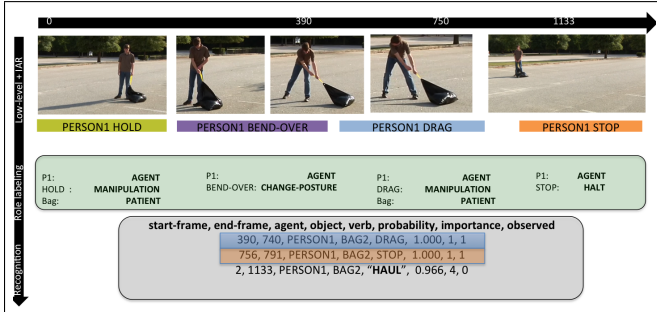 0 390 750 1133
Low-level + IAR
PERSON1 HOLD PERSON1 BEND-OVER PERSON1 DRAG PERSON1 STOP
Role labeling
P1: AGENT P1: AGENT P1: AGENT P1: AGENT
HOLD : MANIPULATION BEND-OVER: CHANGE-POSTURE DRAG: MANIPULATION STOP: HALT
Bag: PATIENT Bag: PATIENT
Recognition
start-frame, end-frame, agent, object, verb, probability, importance, observed
390, 740, PERSON1, BAG2, DRAG, 1.000, 1, 1
756, 791, PERSON1, BAG2, STOP, 1.000, 1, 1
2, 1133, PERSON1, BAG2, “HAUL”, 0.966, 4, 0